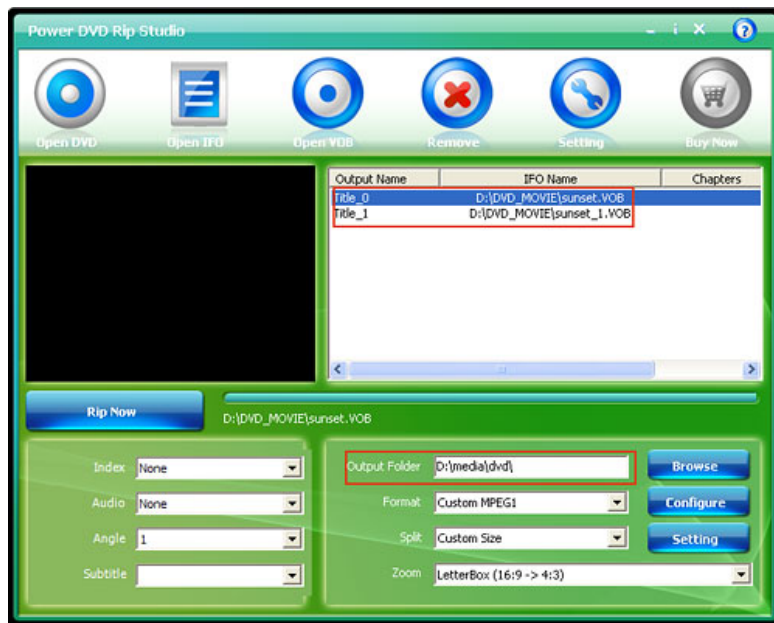 Power DVD Rip Studio
Open DVD
Open IFO
Open VOB
Remove
Setting
Buy Now
Output Name IFO Name Chapters
Title_0 D:\DVD_MOVIE\sunset.VOB
Title_1 D:\DVD_MOVIE\sunset_1.VOB
Rip Now
D:\DVD_MOVIE\sunset.VOB
Index None
Audio None
Angle 1
Subtitle
Output Folder D:\media\dvd\ Browse
Format Custom MPEG1 Configure
Split Custom Size Setting
Zoom LetterBox (16:9 -> 4:3)